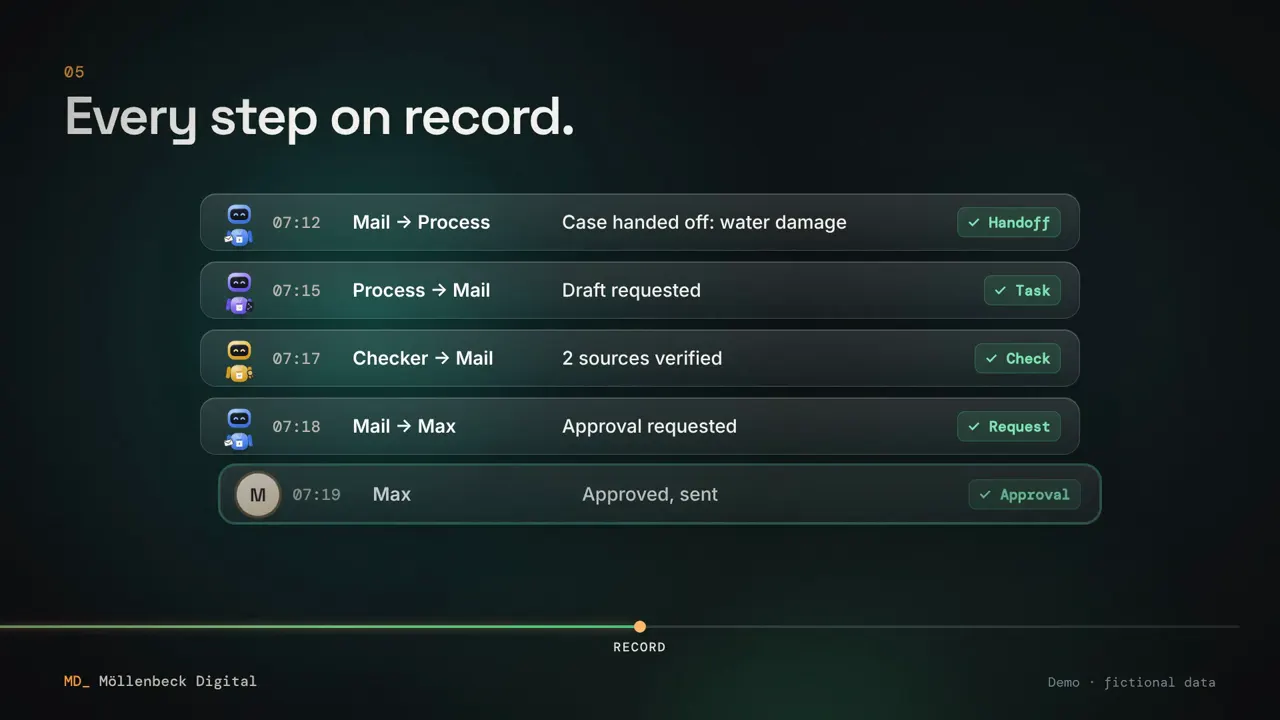 05
Every step on record.
07:12 Mail → Process Case handed off: water damage ✓ Handoff
07:15 Process → Mail Draft requested ✓ Task
07:17 Checker → Mail 2 sources verified ✓ Check
07:18 Mail → Max Approval requested ✓ Request
M 07:19 Max Approved, sent ✓ Approval
RECORD
MD_ Möllenbeck Digital
Demo · fictional data